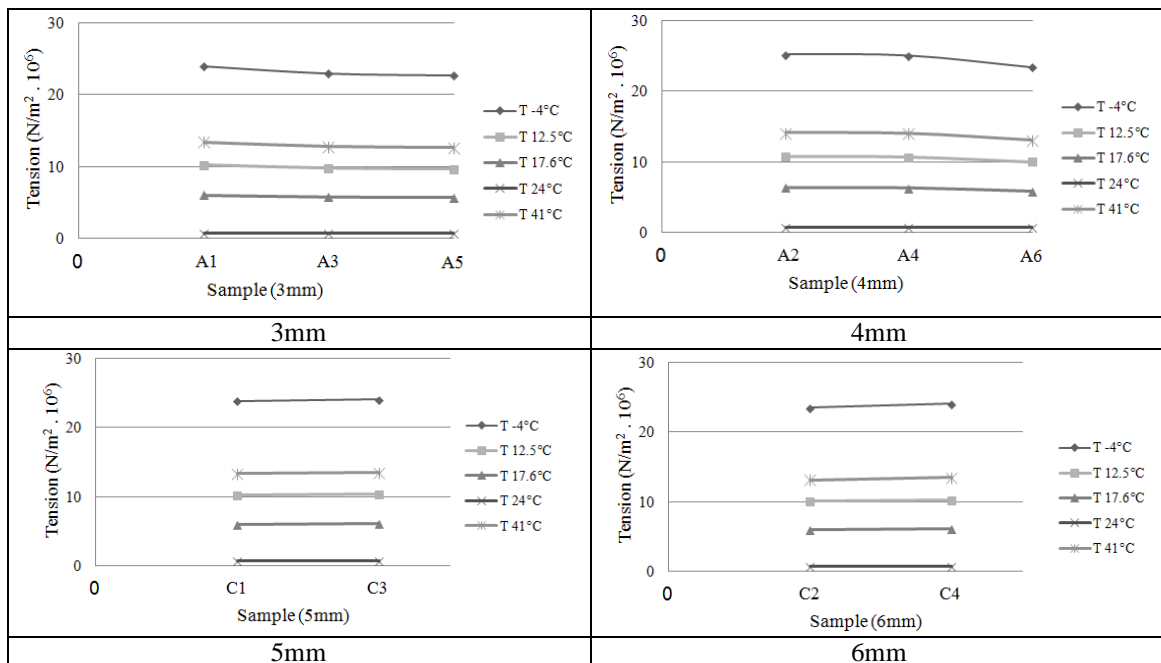 30
20
10
0
Tension (N/m² . 10⁶)
0
A1
A3
A5
Sample (3mm)
T -4°C
T 12.5°C
T 17.6°C
T 24°C
T 41°C
3mm
30
20
10
0
Tension (N/m² . 10⁶)
0
A2
A4
A6
Sample (4mm)
T -4°C
T 12.5°C
T 17.6°C
T 24°C
T 41°C
4mm
30
20
10
0
Tension (N/m² . 10⁶)
0
C1
C3
Sample (5mm)
T -4°C
T 12.5°C
T 17.6°C
T 24°C
T 41°C
5mm
30
20
10
0
Tension (N/m² . 10⁶)
0
C2
C4
Sample (6mm)
T -4°C
T 12.5°C
T 17.6°C
T 24°C
T 41°C
6mm